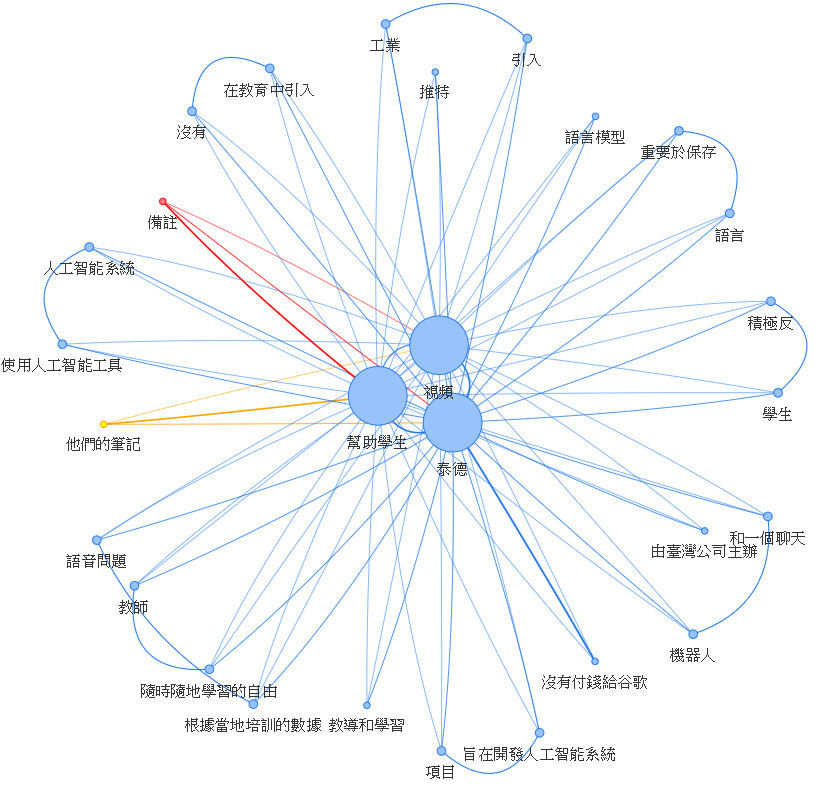 工業
引入
在教育中引入
推特
沒有
語言模型
重要於保存
備註
語言
人工智能系統
積極反
使用人工智能工具
視頻
學生
他們的筆記
幫助學生
泰德
和一個聊天
由臺灣公司主辦
語音問題
教師
機器人
沒有付錢給谷歌
隨時隨地學習的自由
根據當地培訓的數據
教導和學習
旨在開發人工智能系統
項目